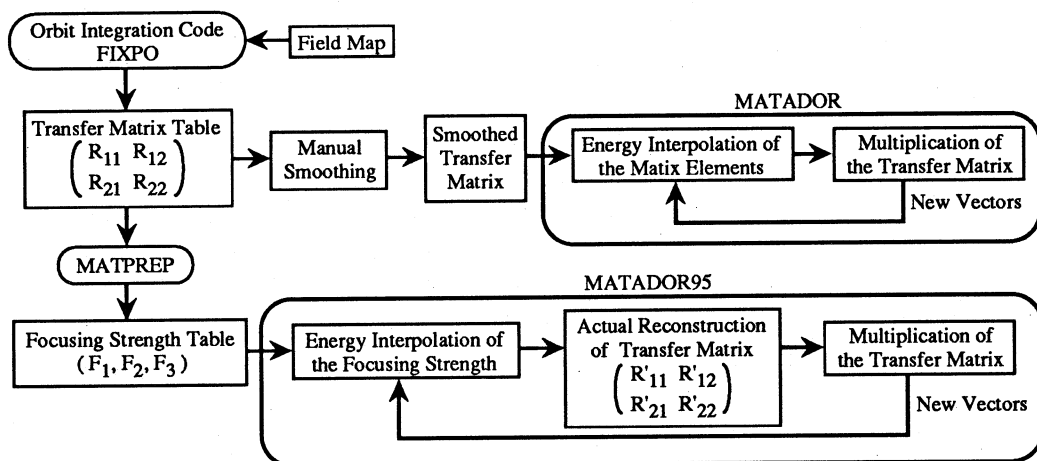 Orbit Integration Code
FIXPO
Field Map
Transfer Matrix Table
R11 R12
R21 R22
Manual
Smoothing
Smoothed
Transfer
Matrix
MATADOR
Energy Interpolation of
the Matix Elements
Multiplication of
the Transfer Matrix
New Vectors
MATPREP
Focusing Strength Table
( F1, F2, F3 )
MATADOR95
Energy Interpolation of
the Focusing Strength
Actual Reconstruction
of Transfer Matrix
R'11 R'12
R'21 R'22
Multiplication of
the Transfer Matrix
New Vectors